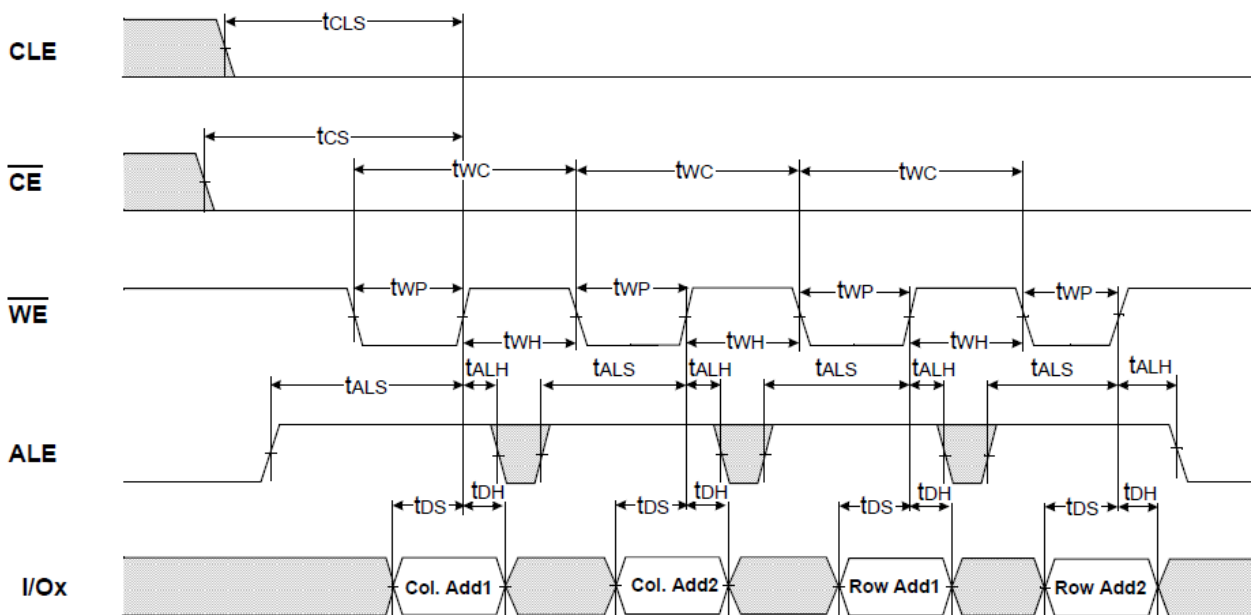 CLE
tCLS
CE
tCS
tWC tWC tWC
WE
tWP tWP tWP tWP
tWH tWH tWH
ALE
tALS tALH tALS tALH tALS tALH tALS tALH
tDS tDH tDS tDH tDS tDH tDS tDH
I/Ox
Col. Add1 Col. Add2 Row Add1 Row Add2